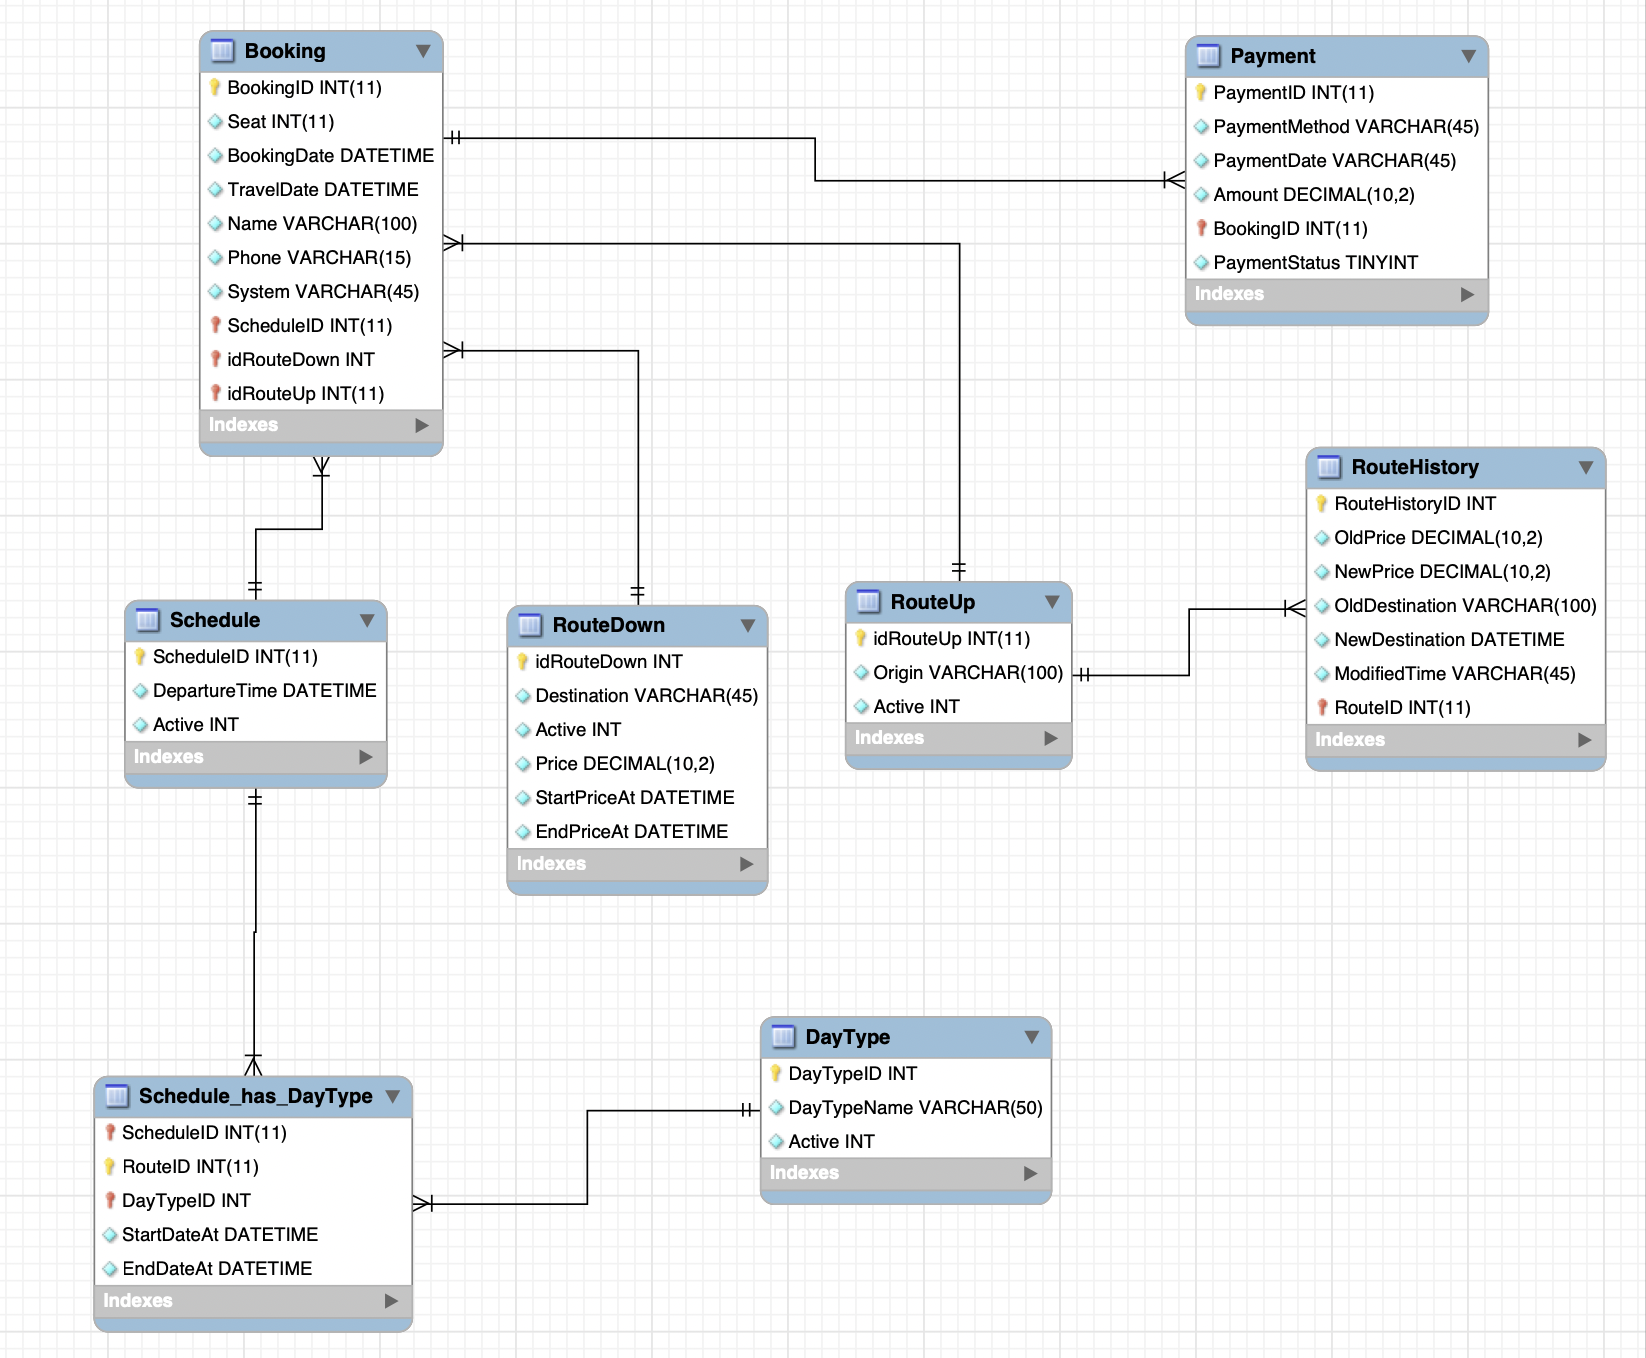 Booking
BookingID INT(11)
Seat INT(11)
BookingDate DATETIME
TravelDate DATETIME
Name VARCHAR(100)
Phone VARCHAR(15)
System VARCHAR(45)
ScheduleID INT(11)
idRouteDown INT
idRouteUp INT(11)
Indexes
Payment
PaymentID INT(11)
PaymentMethod VARCHAR(45)
PaymentDate VARCHAR(45)
Amount DECIMAL(10,2)
BookingID INT(11)
PaymentStatus TINYINT
Indexes
RouteHistory
RouteHistoryID INT
OldPrice DECIMAL(10,2)
NewPrice DECIMAL(10,2)
OldDestination VARCHAR(100)
NewDestination DATETIME
ModifiedTime VARCHAR(45)
RouteID INT(11)
Indexes
Schedule
ScheduleID INT(11)
DepartureTime DATETIME
Active INT
Indexes
RouteDown
idRouteDown INT
Destination VARCHAR(45)
Active INT
Price DECIMAL(10,2)
StartPriceAt DATETIME
EndPriceAt DATETIME
Indexes
RouteUp
idRouteUp INT(11)
Origin VARCHAR(100)
Active INT
Indexes
Schedule_has_DayType
ScheduleID INT(11)
RouteID INT(11)
DayTypeID INT
StartDateAt DATETIME
EndDateAt DATETIME
Indexes
DayType
DayTypeID INT
DayTypeName VARCHAR(50)
Active INT
Indexes